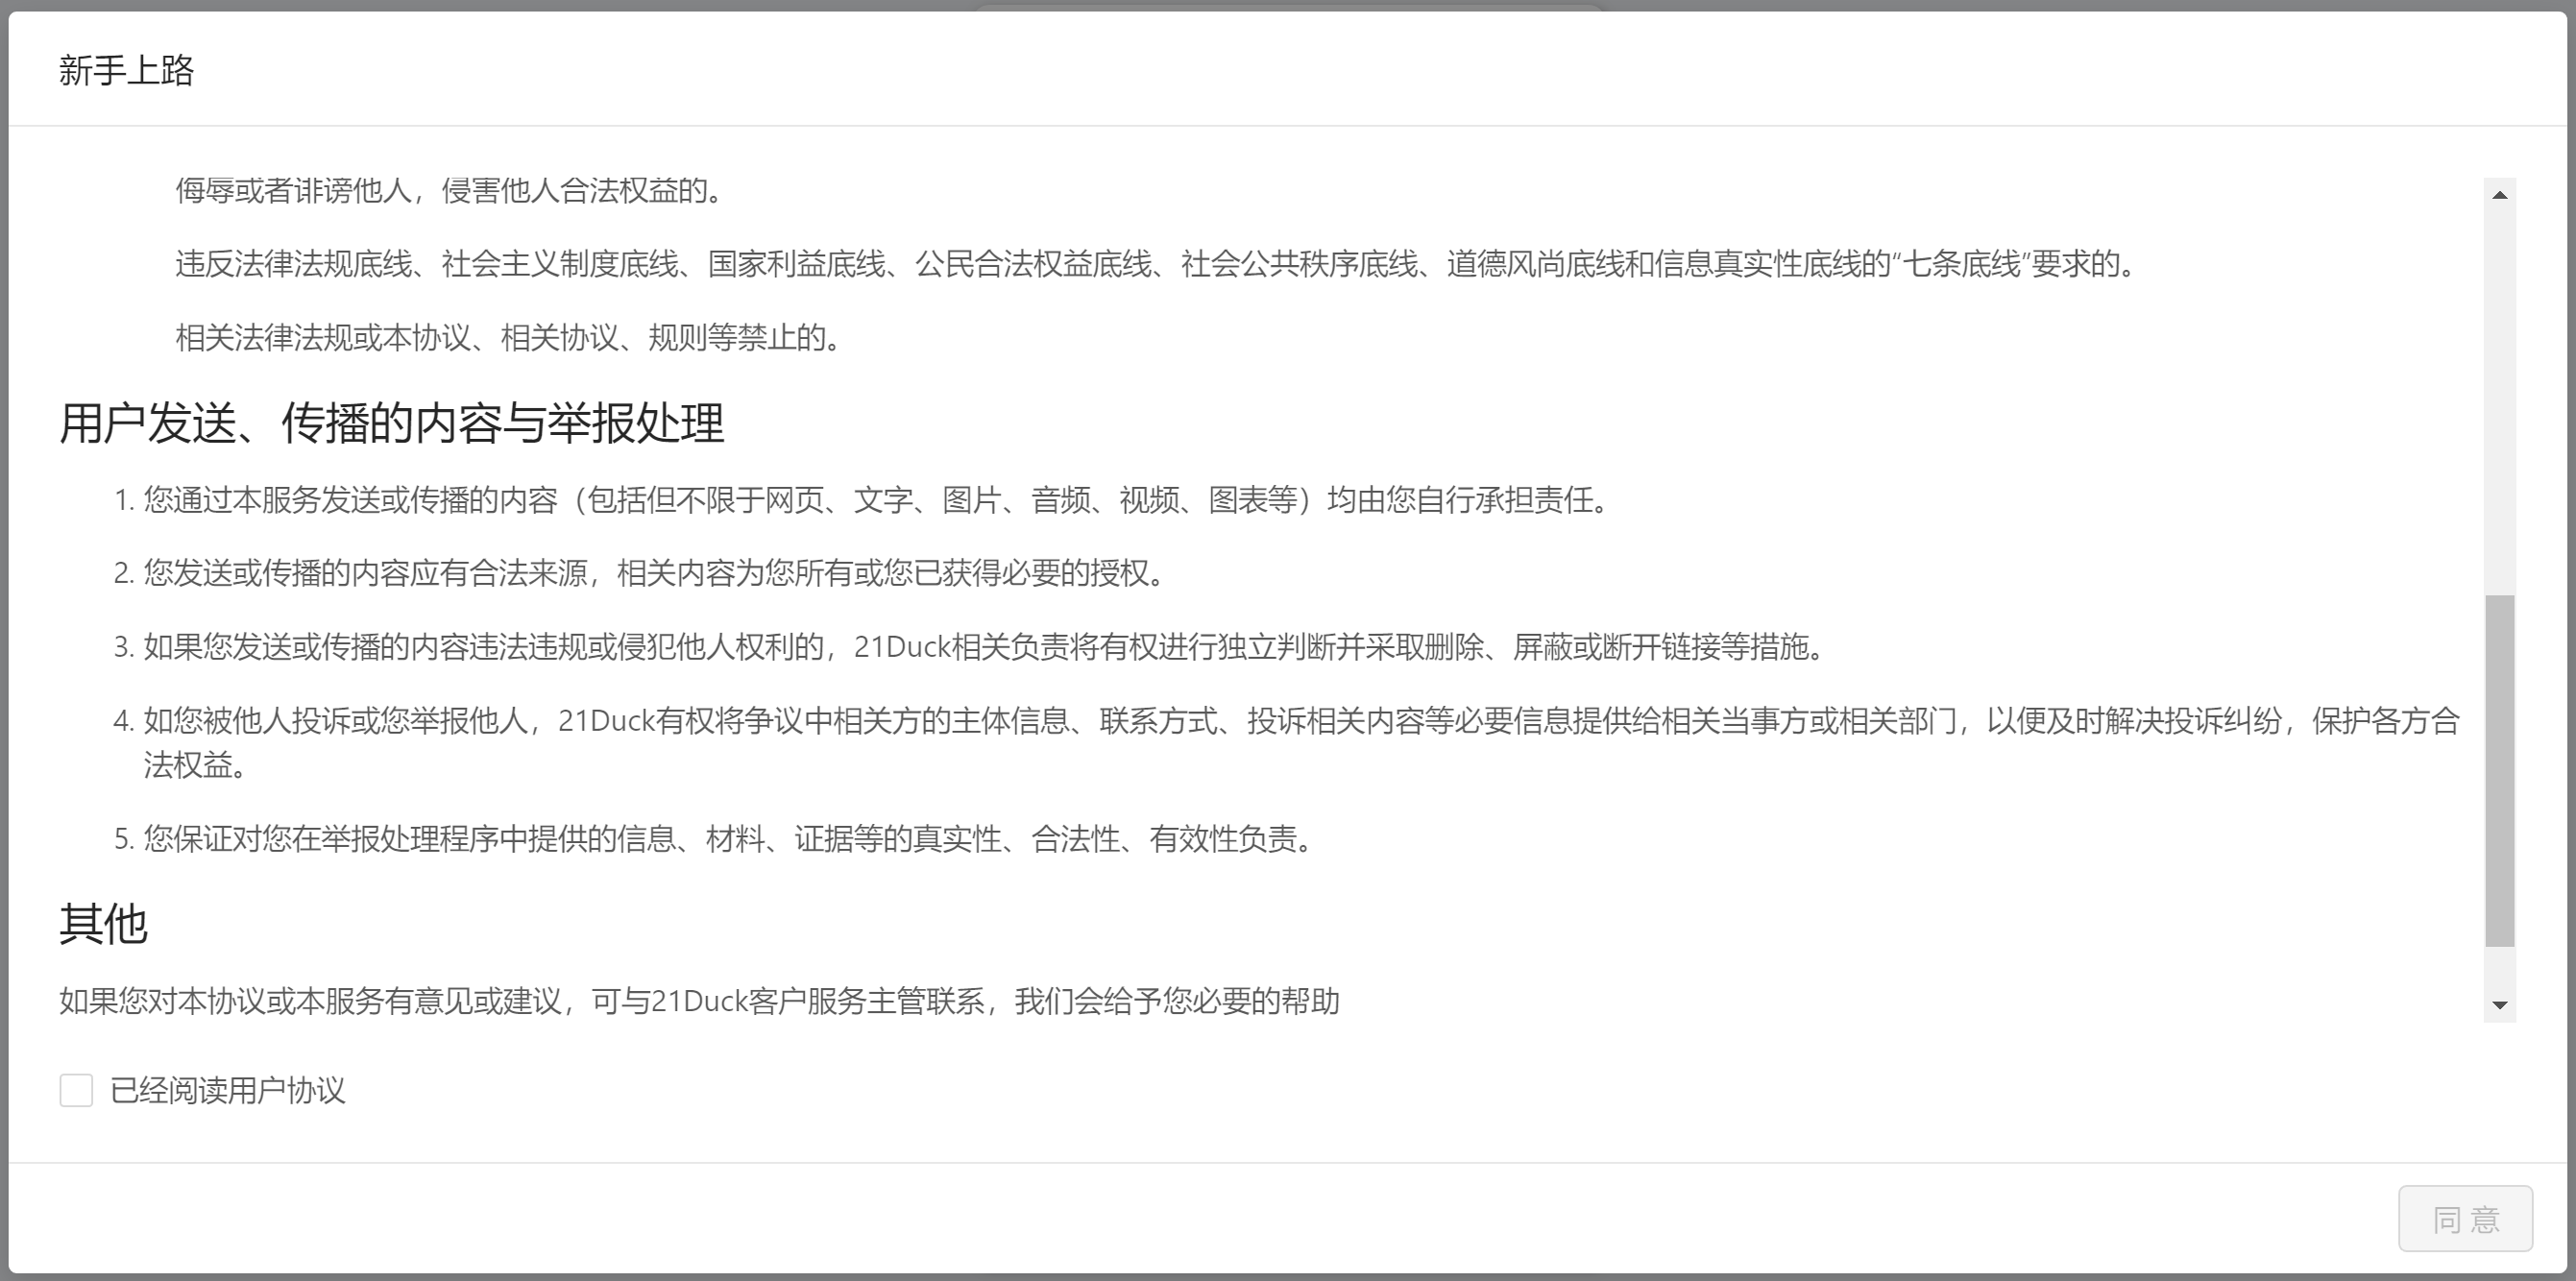 新手上路
侮辱或者诽谤他人，侵害他人合法权益的。
违反法律法规底线、社会主义制度底线、国家利益底线、公民合法权益底线、社会公共秩序底线、道德风尚底线和信息真实性底线的“七条底线”要求的。
相关法律法规或本协议、相关协议、规则等禁止的。
用户发送、传播的内容与举报处理
1. 您通过本服务发送或传播的内容（包括但不限于网页、文字、图片、音频、视频、图表等）均由您自行承担责任。
2. 您发送或传播的内容应有合法来源，相关内容为您所有或您已获得必要的授权。
3. 如果您发送或传播的内容违法违规或侵犯他人权利的，21Duck相关负责将有权进行独立判断并采取删除、屏蔽或断开链接等措施。
4. 如您被他人投诉或您举报他人，21Duck有权将争议中相关方的主体信息、联系方式、投诉相关内容等必要信息提供给相关当事方或相关部门，以便及时解决投诉纠纷，保护各方合
法权益。
5. 您保证对您在举报处理程序中提供的信息、材料、证据等的真实性、合法性、有效性负责。
其他
如果您对本协议或本服务有意见或建议，可与21Duck客户服务主管联系，我们会给予您必要的帮助
已经阅读用户协议
同 意